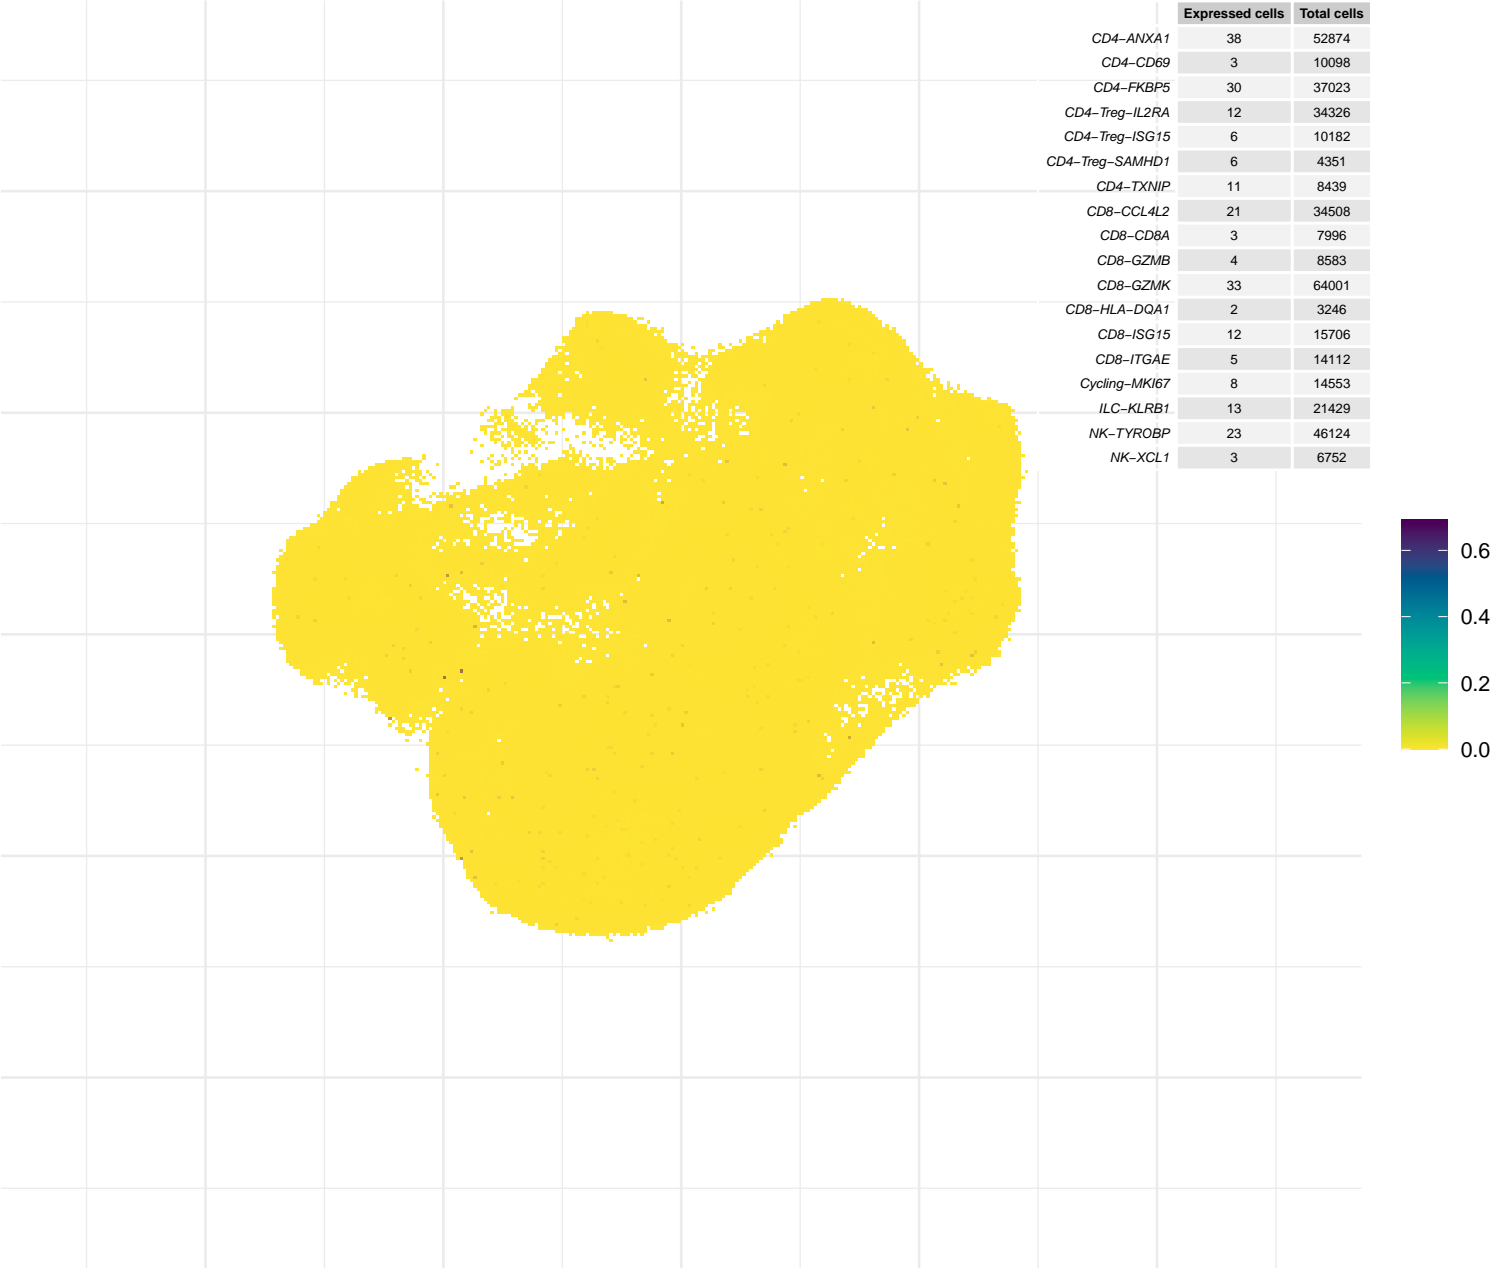 Expressed cells Total cells
CD4−ANXA1 38 52874
CD4−CD69 3 10098
CD4−FKBP5 30 37023
CD4−Treg−IL2RA 12 34326
CD4−Treg−ISG15 6 10182
CD4−Treg−SAMHD1 6 4351
CD4−TXNIP 11 8439
CD8−CCL4L2 21 34508
CD8−CD8A 3 7996
CD8−GZMB 4 8583
CD8−GZMK 33 64001
CD8−HLA−DQA1 2 3246
CD8−ISG15 12 15706
CD8−ITGAE 5 14112
Cycling−MKI67 8 14553
ILC−KLRB1 13 21429
NK−TYROBP 23 46124
NK−XCL1 3 6752
0.6
0.4
0.2
0.0